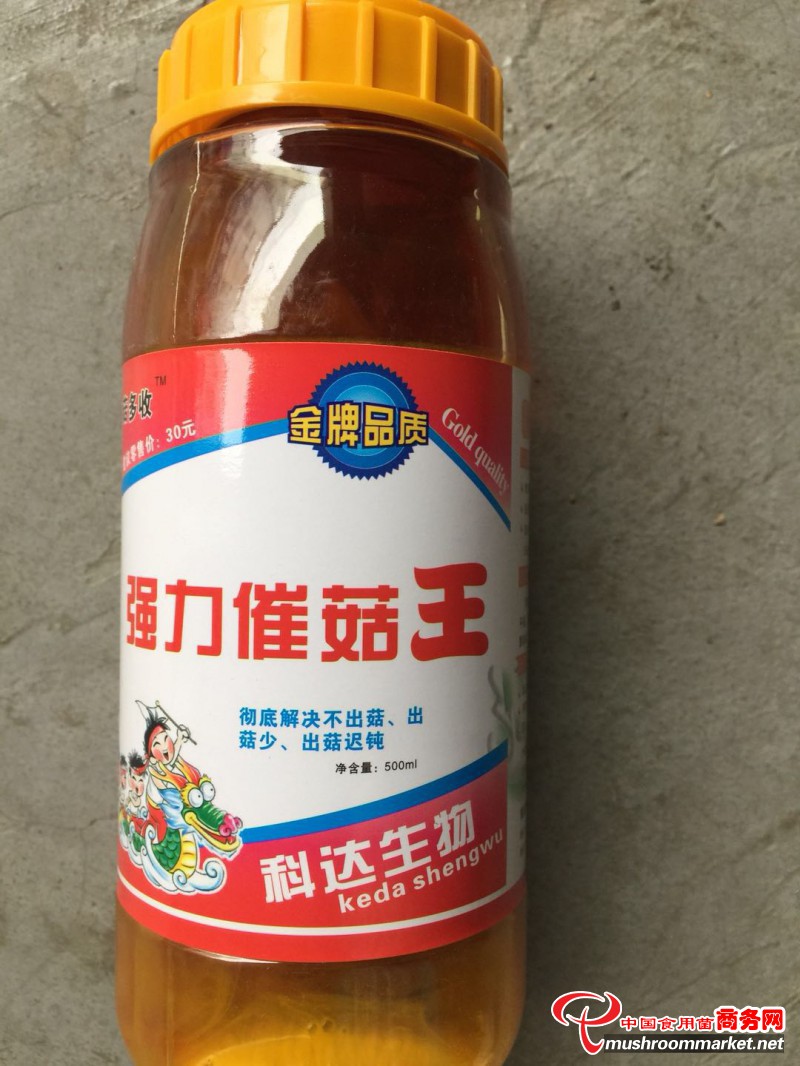 多收 TM
零售价：30元
金牌品质
Gold quality
强力催菇王
彻底解决不出菇、出
菇少、出菇迟钝
净含量：500ml
科达生物
keda shengwu
中国食用菌商务网
mushroommarket.net